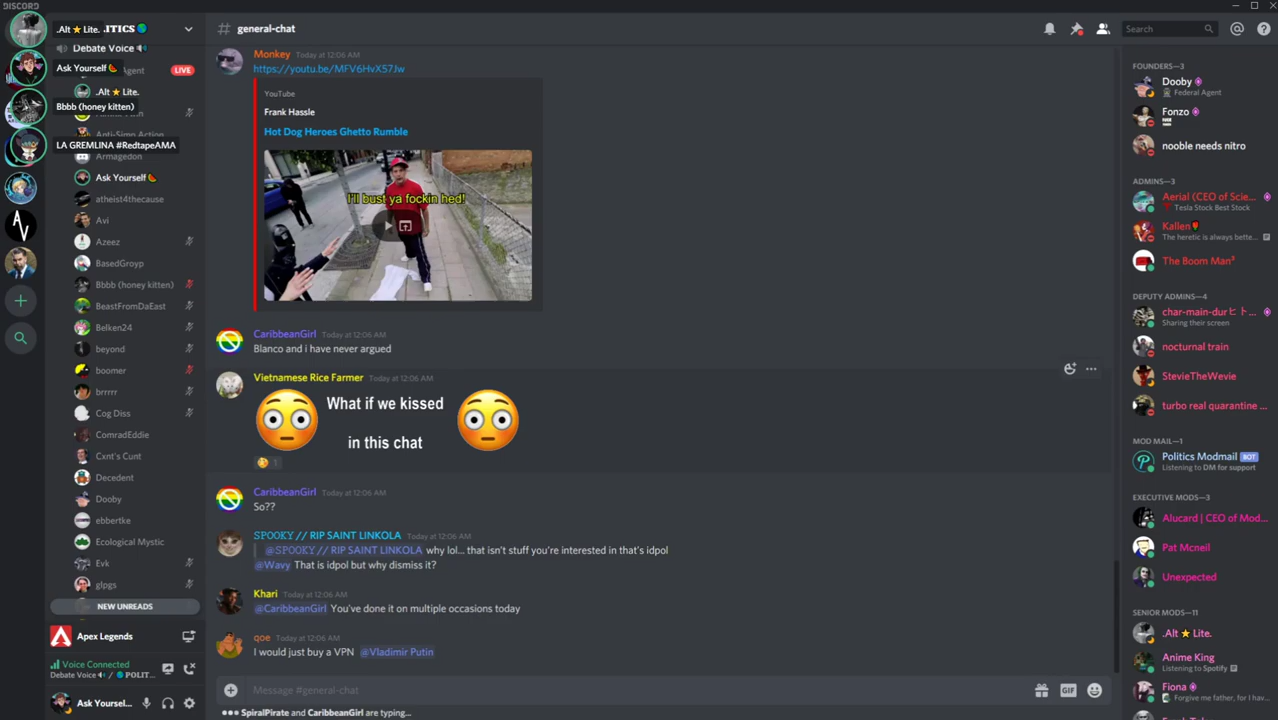 DISCORD
.Alt ⭐ Lite.
ITICS
Debate Voice
Ask Yourself
gent
LIVE
.Alt ⭐ Lite.
Bbbb (honey kitten)
Anti-Simp Action
LA GREMLINA #RedtapeAMA
Armagedon
Ask Yourself
atheist4thecause
Avi
Azeez
BasedGroyp
Bbbb (honey kitten)
BeastFromDaEast
Belken24
beyond
boomer
brrrrr
Cog Diss
ComradEddie
Cxnt's Cunt
Decedent
Dooby
ebbertke
Ecological Mystic
Evk
glpgs
NEW UNREADS
Apex Legends
Voice Connected
Debate Voice / POLIT...
Ask Yoursel...
# general-chat
Search
Monkey Today at 12:06 AM
https://youtu.be/MFV6HvX57Jw
YouTube
Frank Hassle
Hot Dog Heroes Ghetto Rumble
I'll bust ya fockin hed!
CaribbeanGirl Today at 12:06 AM
Blanco and i have never argued
Vietnamese Rice Farmer Today at 12:06 AM
What if we kissed
in this chat
1
CaribbeanGirl Today at 12:06 AM
So??
SPOOKY // RIP SAINT LINKOLA Today at 12:06 AM
@SPOOKY // RIP SAINT LINKOLA why lol... that isn't stuff you're interested in that's idpol
@Wavy That is idpol but why dismiss it?
Khari Today at 12:06 AM
@CaribbeanGirl You've done it on multiple occasions today
qoe Today at 12:06 AM
I would just buy a VPN @Vladimir Putin
Message #general-chat
GIF
SpiralPirate and CaribbeanGirl are typing...
FOUNDERS—3
Dooby
Federal Agent
Fonzo
nooble needs nitro
ADMINS—3
Aerial (CEO of Scie...
Tesla Stock Best Stock
Kallen
The heretic is always bette...
The Boom Man²
DEPUTY ADMINS—4
char-main-durヒト...
Sharing their screen
nocturnal train
StevieTheWevie
turbo real quarantine ...
MOD MAIL—1
Politics Modmail BOT
Listening to DM for support
EXECUTIVE MODS—3
Alucard | CEO of Mod...
Pat Mcneil
Unexpected
SENIOR MODS—11
.Alt ⭐ Lite.
Anime King
Listening to Spotify
Fiona
Forgive me father, for I hav...